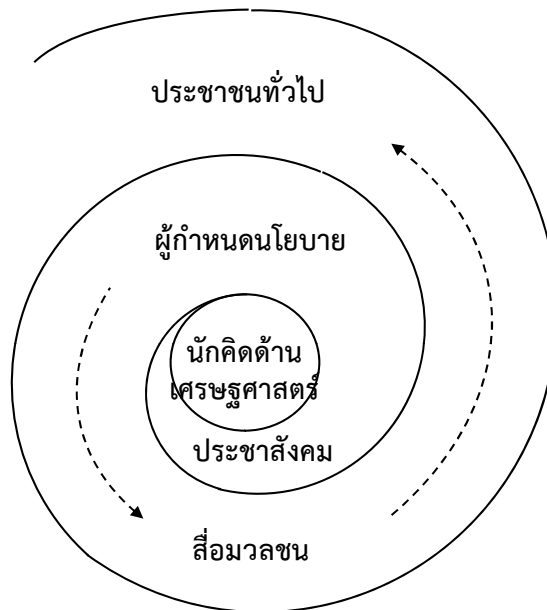 ประชาชนทั่วไป
ผู้กำหนดนโยบาย
นักคิดด้าน
เศรษฐศาสตร์
ประชาสังคม
สื่อมวลชน